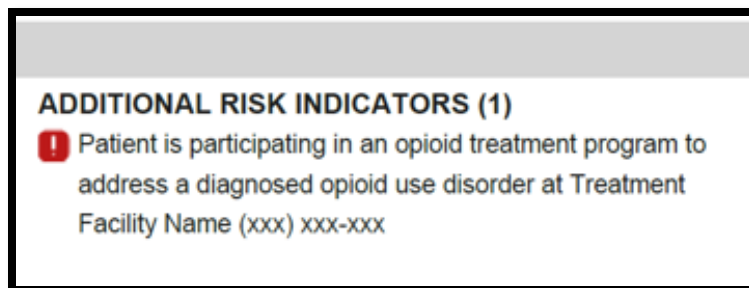 ADDITIONAL RISK INDICATORS (1)
! Patient is participating in an opioid treatment program to
address a diagnosed opioid use disorder at Treatment
Facility Name (xxx) xxx-xxx